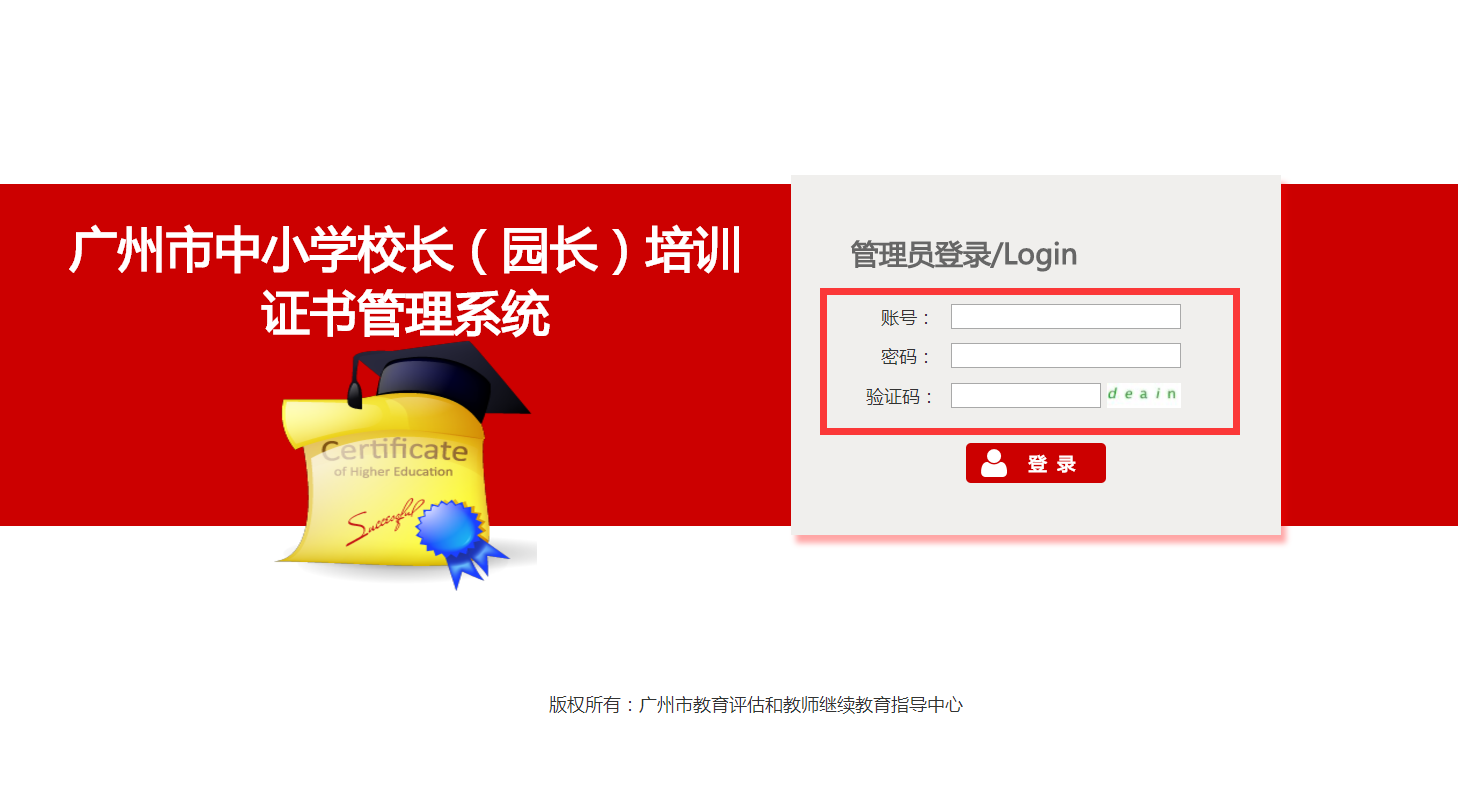 广州市中小学校长（园长）培训
证书管理系统
Certificate
of Higher Education
Successful
管理员登录/Login
账号：
密码：
验证码：
deain
登 录
版权所有：广州市教育评估和教师继续教育指导中心